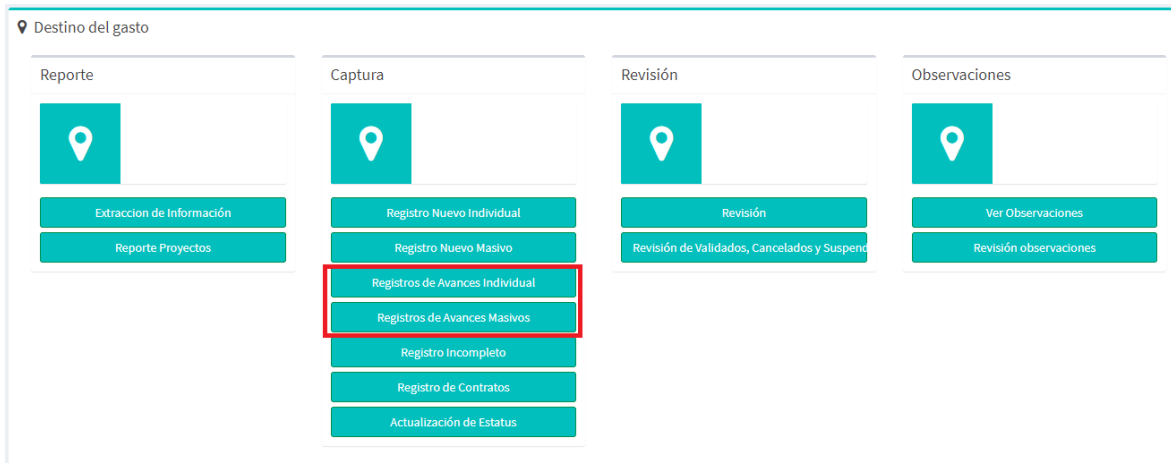 Destino del gasto
Reporte
Extraccion de Información
Reporte Proyectos
Captura
Registro Nuevo Individual
Registro Nuevo Masivo
Registros de Avances Individual
Registros de Avances Masivos
Registro Incompleto
Registro de Contratos
Actualización de Estatus
Revisión
Revisión
Revisión de Validados, Cancelados y Suspend
Observaciones
Ver Observaciones
Revisión observaciones